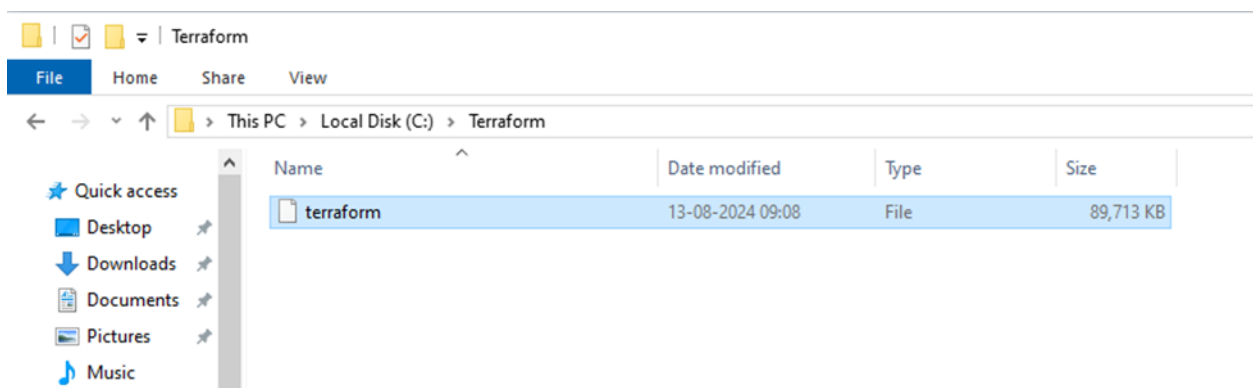 Terraform
File Home Share View
This PC > Local Disk (C:) > Terraform
Name Date modified Type Size
Quick access
terraform 13-08-2024 09:08 File 89,713 KB
Desktop
Downloads
Documents
Pictures
Music